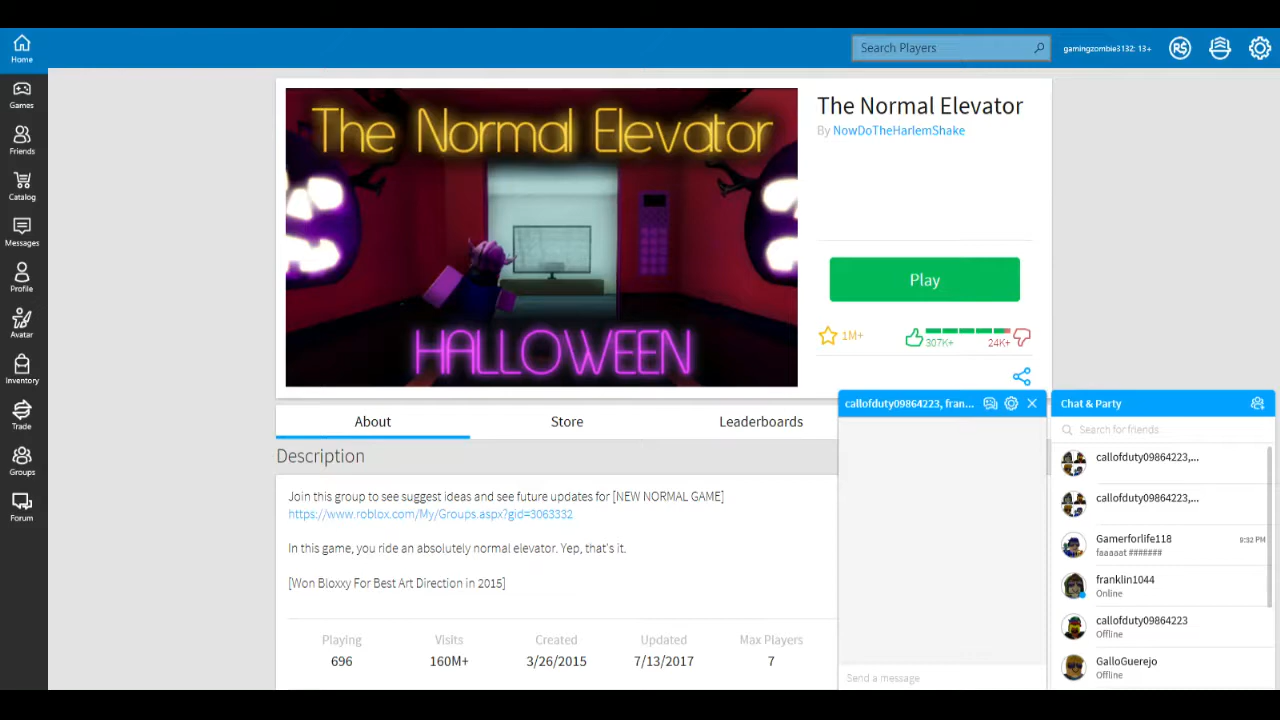 Home
Games
Friends
Catalog
Messages
Profile
Avatar
Inventory
Trade
Groups
Forum
Search Players
gamingzombie3132: 13+
R$
The Normal Elevator
HALLOWEEN
The Normal Elevator
By NowDoTheHarlemShake
Play
1M+
307K+
24K+
About
Store
Leaderboards
Description
Join this group to see suggest ideas and see future updates for [NEW NORMAL GAME]
https://www.roblox.com/My/Groups.aspx?gid=3063332
In this game, you ride an absolutely normal elevator. Yep, that's it.
[Won Bloxxy For Best Art Direction in 2015]
Playing
Visits
Created
Updated
Max Players
696
160M+
3/26/2015
7/13/2017
7
callofduty09864223, fran...
Send a message
Chat & Party
Search for friends
callofduty09864223,...
callofduty09864223,...
Gamerforlife118
9:32 PM
faaaaat #######
franklin1044
Online
callofduty09864223
Offline
GalloGuerejo
Offline